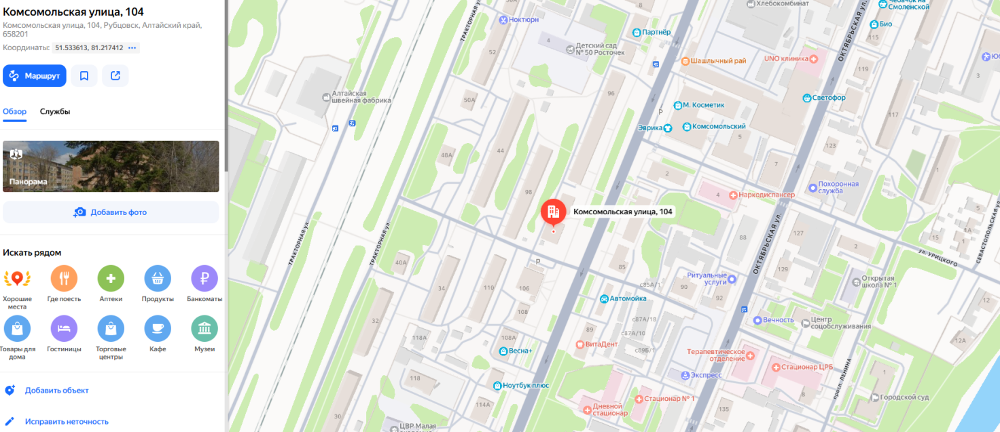 Комсомольская улица, 104
Комсомольская улица, 104, Рубцовск, Алтайский край,
658201
Координаты: 51.533613, 81.217412
Маршрут
Обзор
Службы
Панорама
Добавить фото
Искать рядом
Хорошие
места
Где поесть
Аптеки
Продукты
Банкоматы
Товары для
дома
Гостиницы
Торговые
центры
Кафе
Музеи
Добавить объект
Исправить неточность
Хлебокомбинат
Смоленской
ТРАКТОРНАЯ УЛ.
Ноктюрн
8
Партнёр
Био
ОКТЯБРЬСКАЯ УЛ.
115
4
Детский сад
№ 50 Росточек
52
Шашлычный рай
UNO клиника
119
3
Алтайская
швейная фабрика
50А
96
Светофор
М. Косметик
P
117
Эврика
Комсомольский
5
123
44
48А
7
1
2
98
4
Наркодиспансер
Похоронная
служба
Комсомольская улица, 104
5
ТРАКТОРНАЯ УЛ.
ТРАКТОРНАЯ УЛ.
ОКТЯБРЬСКАЯ УЛ.
88
127
1А
15
1
СЕВАСТОПОЛЬСКАЯ УЛ.
2
УЛ. УРИЦКОГО
40А
P
85
129
34
110
106
с85А/1
90
Ритуальные
услуги
92
Открытая
школа № 1
Автомойка
12
108
32
с87А/18
Вечность
Центр
соцобслуживания
89
с87А/10
118А
108А
12А
Весна+
ВитаДент
с89Б/1
Терапевтическое
отделение
Стационар ЦРБ
118
Экспресс
1
Ноутбук плюс
ПРОСП. ЛЕНИНА
Стационар № 1
8
Городской суд
114А
Дневной
стационар
135
30
ЦВР Малая